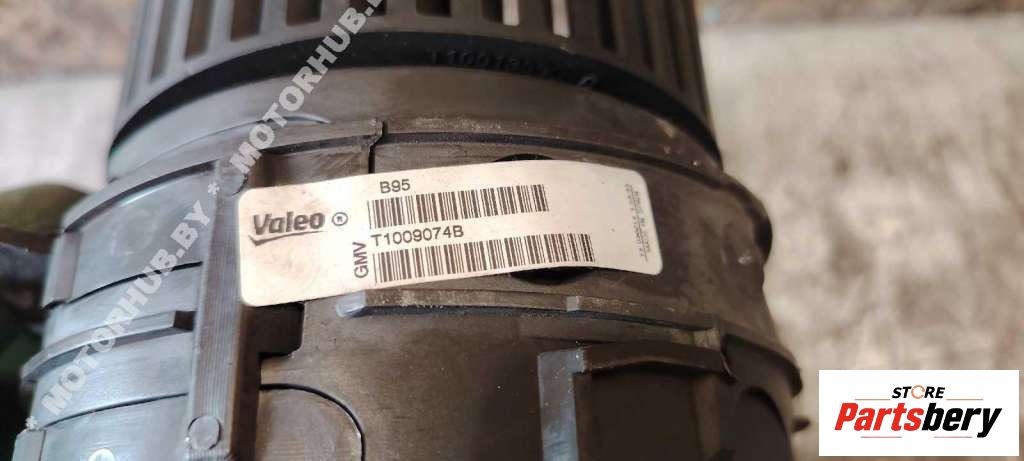 B95
Valeo ®
T1009074B
GMV
* MOTORHUB.BY * MOTORHUB.BY
STORE
Partsbery